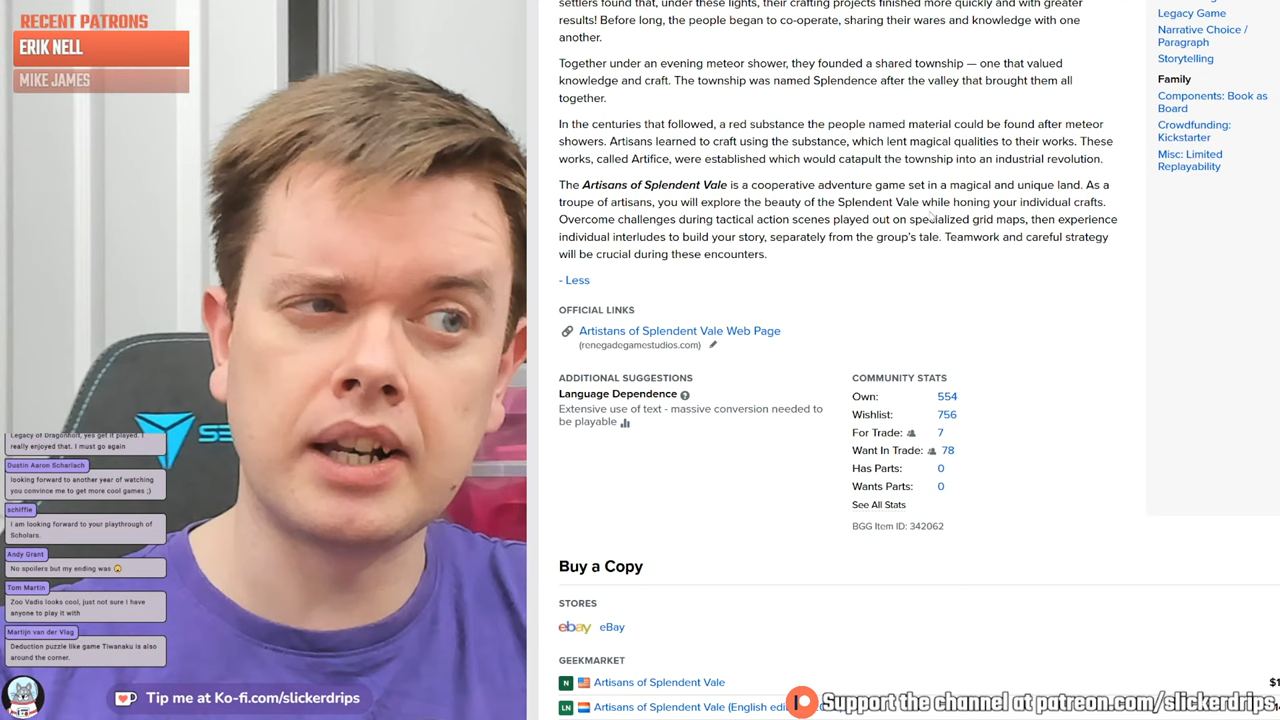 RECENT PATRONS
ERIK NELL
MIKE JAMES
Legacy of Dragonholt, yes get it played. I
really enjoyed that. I must go again
Dustin Aaron Scharlach
looking forward to another year of watching
you convince me to get more cool games ;)
schiffie
I am looking forward to your playthrough of
Scholars.
Andy Grant
No spoilers but my ending was 😱
Tom Martin
Zoo Vadis looks cool, just not sure I have
anyone to play it with
Martijn van der Vlag
Deduction puzzle like game Tiwanaku is also
around the corner.
Tip me at Ko-fi.com/slickerdrips
settlers found that, under these lights, their crafting projects finished more quickly and with greater
results! Before long, the people began to co-operate, sharing their wares and knowledge with one
another.
Together under an evening meteor shower, they founded a shared township — one that valued
knowledge and craft. The township was named Splendence after the valley that brought them all
together.
In the centuries that followed, a red substance the people named material could be found after meteor
showers. Artisans learned to craft using the substance, which lent magical qualities to their works. These
works, called Artifice, were established which would catapult the township into an industrial revolution.
The Artisans of Splendent Vale is a cooperative adventure game set in a magical and unique land. As a
troupe of artisans, you will explore the beauty of the Splendent Vale while honing your individual crafts.
Overcome challenges during tactical action scenes played out on specialized grid maps, then experience
individual interludes to build your story, separately from the group's tale. Teamwork and careful strategy
will be crucial during these encounters.
- Less
OFFICIAL LINKS
Artistans of Splendent Vale Web Page
(renegadegamestudios.com)
ADDITIONAL SUGGESTIONS
Language Dependence
Extensive use of text - massive conversion needed to
be playable
COMMUNITY STATS
Own: 554
Wishlist: 756
For Trade: 7
Want In Trade: 78
Has Parts: 0
Wants Parts: 0
See All Stats
BGG Item ID: 342062
Buy a Copy
STORES
ebay eBay
GEEKMARKET
N Artisans of Splendent Vale $1
LN Artisans of Splendent Vale (English edi
Support the channel at patreon.com/slickerdrips
Legacy Game
Narrative Choice /
Paragraph
Storytelling
Family
Components: Book as
Board
Crowdfunding:
Kickstarter
Misc: Limited
Replayability